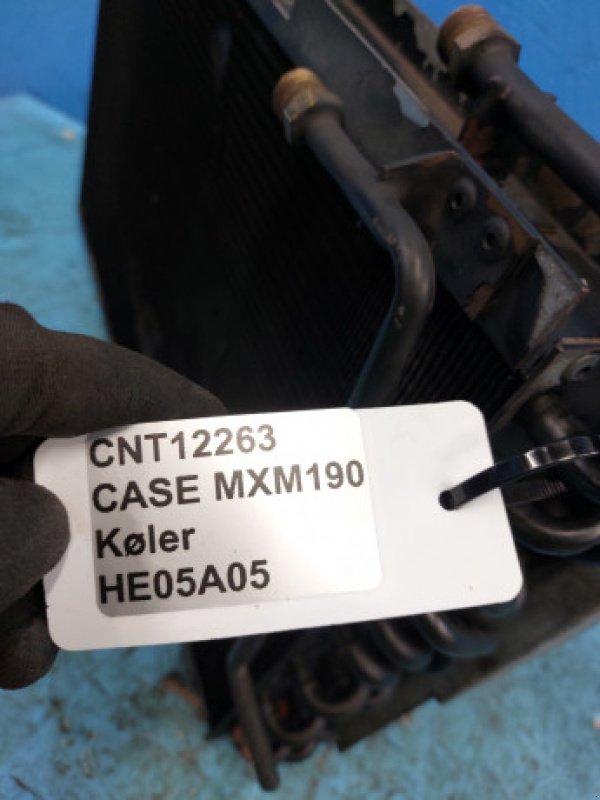 CNT12263
CASE MXM190
Køler
HE05A05